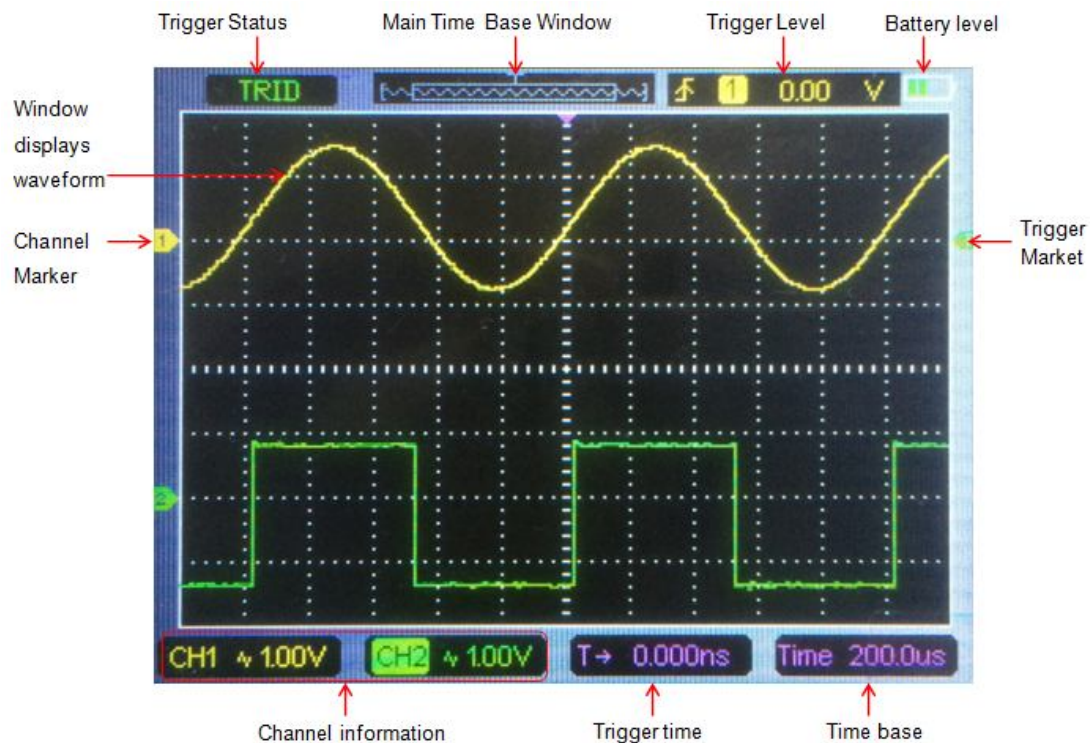 Trigger Status
Main Time Base Window
Trigger Level
Battery level
TRID
1 0.00 V
Window
displays
waveform
Channel
Marker
1
Trigger
Market
2
CH1 1.00V
CH2 1.00V
T→ 0.000ns
Time 200.0us
Channel information
Trigger time
Time base